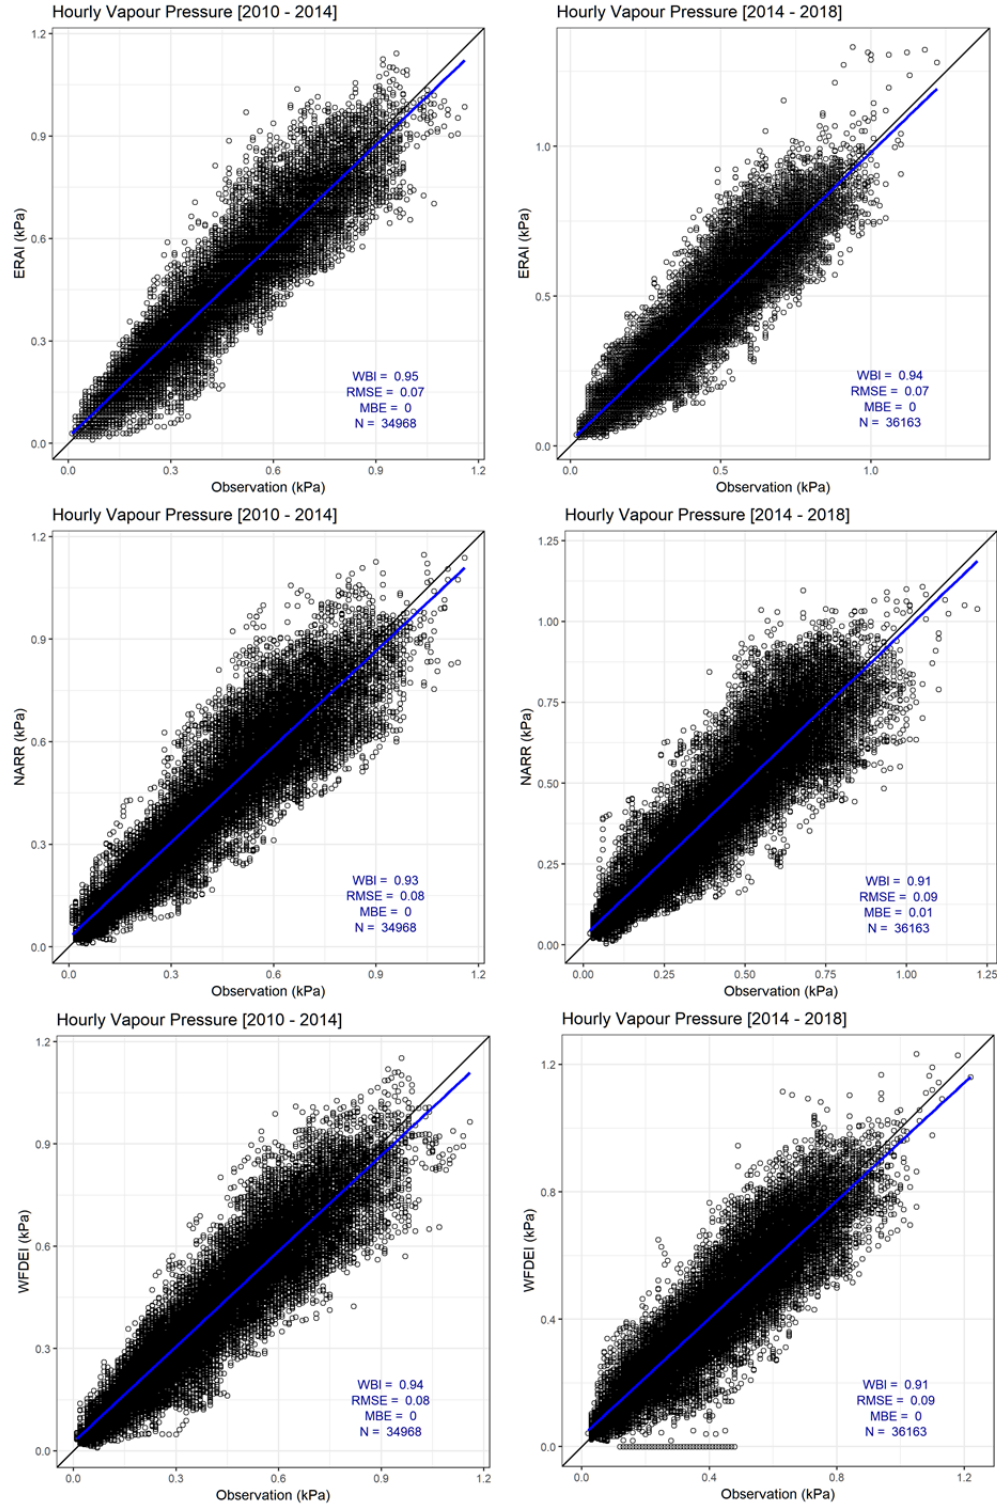 Hourly Vapour Pressure [2010 - 2014]
1.2
0.9
0.6
0.3
0.0
ERAI (kPa)
WBI = 0.95
RMSE = 0.07
MBE = 0
N = 34968
0.0 0.3 0.6 0.9 1.2
Observation (kPa)
Hourly Vapour Pressure [2014 - 2018]
1.0
0.5
0.0
ERAI (kPa)
WBI = 0.94
RMSE = 0.07
MBE = 0
N = 36163
0.0 0.5 1.0
Observation (kPa)
Hourly Vapour Pressure [2010 - 2014]
1.2
0.9
0.6
0.3
0.0
NARR (kPa)
WBI = 0.93
RMSE = 0.08
MBE = 0
N = 34968
0.0 0.3 0.6 0.9 1.2
Observation (kPa)
Hourly Vapour Pressure [2014 - 2018]
1.25
1.00
0.75
0.50
0.25
0.00
NARR (kPa)
WBI = 0.91
RMSE = 0.09
MBE = 0.01
N = 36163
0.00 0.25 0.50 0.75 1.00 1.25
Observation (kPa)
Hourly Vapour Pressure [2010 - 2014]
1.2
0.9
0.6
0.3
0.0
WFDEI (kPa)
WBI = 0.94
RMSE = 0.08
MBE = 0
N = 34968
0.0 0.3 0.6 0.9 1.2
Observation (kPa)
Hourly Vapour Pressure [2014 - 2018]
1.2
0.8
0.4
0.0
WFDEI (kPa)
WBI = 0.91
RMSE = 0.09
MBE = 0
N = 36163
0.0 0.4 0.8 1.2
Observation (kPa)